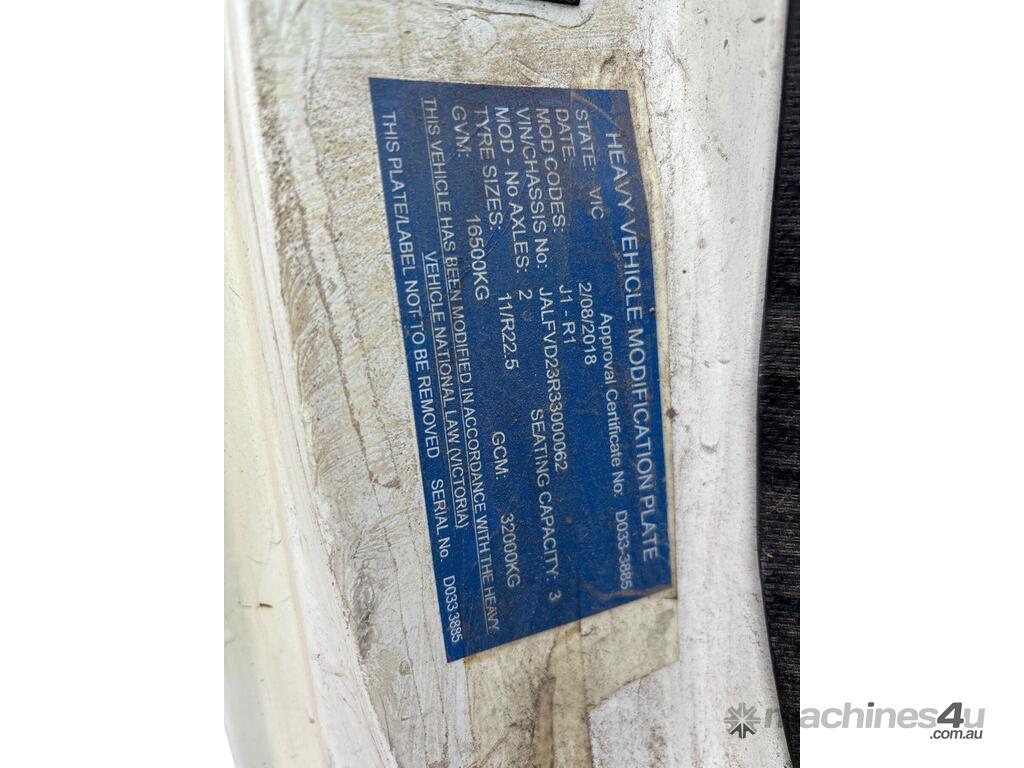 HEAVY VEHICLE MODIFICATION PLATE
Approval Certificate No: D033-3885
STATE: VIC
DATE: 2/08/2018
MOD CODES: J1 - R1
VIN/CHASSIS No: JALFVD23R33000062
MOD - No AXLES: 2 SEATING CAPACITY: 3
TYRE SIZES: 11/R22.5
GVM: 16500KG GCM: 32000KG
THIS VEHICLE HAS BEEN MODIFIED IN ACCORDANCE WITH THE HEAVY
VEHICLE NATIONAL LAW (VICTORIA)
THIS PLATE/LABEL NOT TO BE REMOVED SERIAL No. D033 3885
machines4u
.com.au